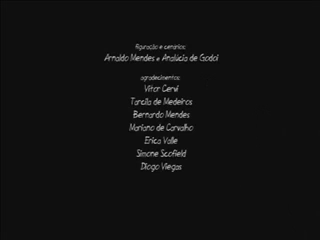 figuração e cenários:
Arnaldo Mendes e Analúcia de Godoi
agradecimentos:
Vitor Cervi
Tarcila de Medeiros
Bernardo Mendes
Mariano de Carvalho
Erica Valle
Simone Scofield
Diogo Viegas